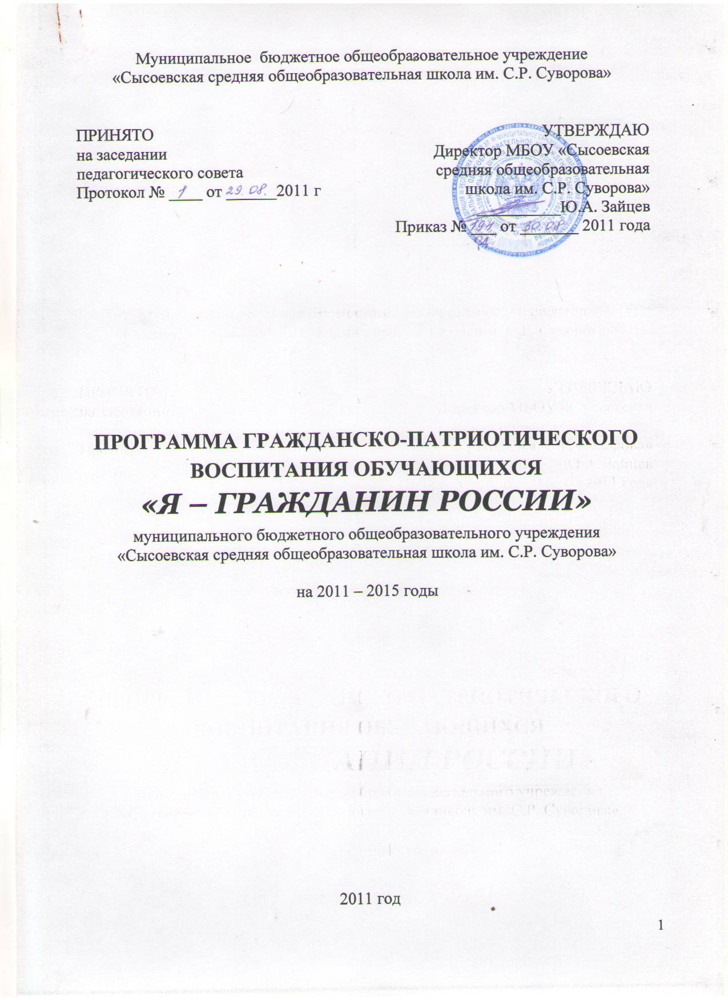 Муниципальное бюджетное общеобразовательное учреждение
«Сысоевская средняя общеобразовательная школа им. С.Р. Суворова»
ПРИНЯТО
на заседании
педагогического совета
Протокол № 1 от 29.08. 2011 г
УТВЕРЖДАЮ
Директор МБОУ «Сысоевская
средняя общеобразовательная
школа им. С.Р. Суворова»
Ю.А. Зайцев
Приказ № от 30.08 2011 года
ПРОГРАММА ГРАЖДАНСКО-ПАТРИОТИЧЕСКОГО
ВОСПИТАНИЯ ОБУЧАЮЩИХСЯ
«Я – ГРАЖДАНИН РОССИИ»
муниципального бюджетного общеобразовательного учреждения
«Сысоевская средняя общеобразовательная школа им. С.Р. Суворова»
на 2011 – 2015 годы
2011 год
1